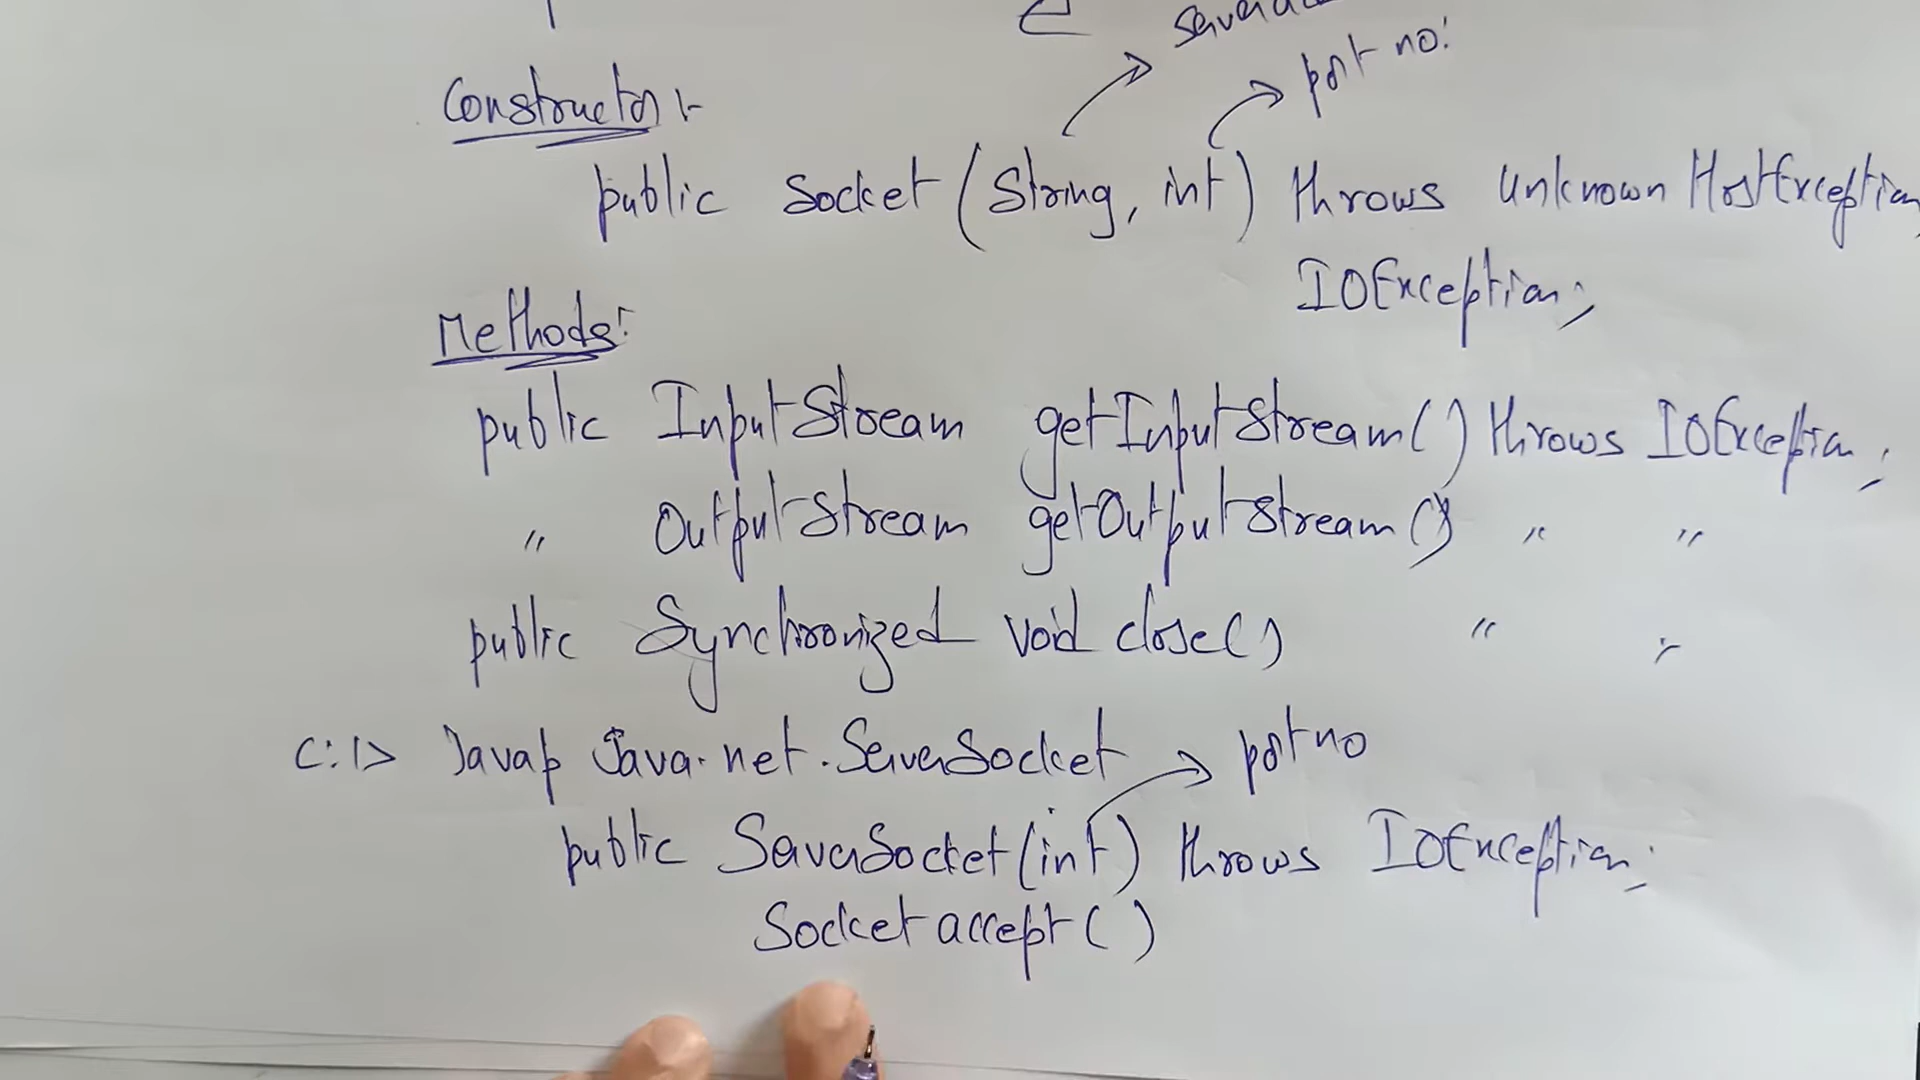 port no:
Constructor :-
public Socket (String, int) throws UnknownHostException,
IOException;
Methods:
public InputStream getInputStream() throws IOException;
" OutputStream getOutputStream() " "
public Synchronized void close() " ;
C:\> Javap Java.net.ServerSocket → port no
public ServerSocket(int) throws IOException;
Socket accept()